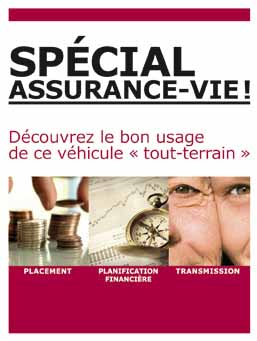 SPÉCIAL
ASSURANCE-VIE !
Découvrez le bon usage
de ce véhicule « tout-terrain »
PLACEMENT
PLANIFICATION
FINANCIÈRE
TRANSMISSION